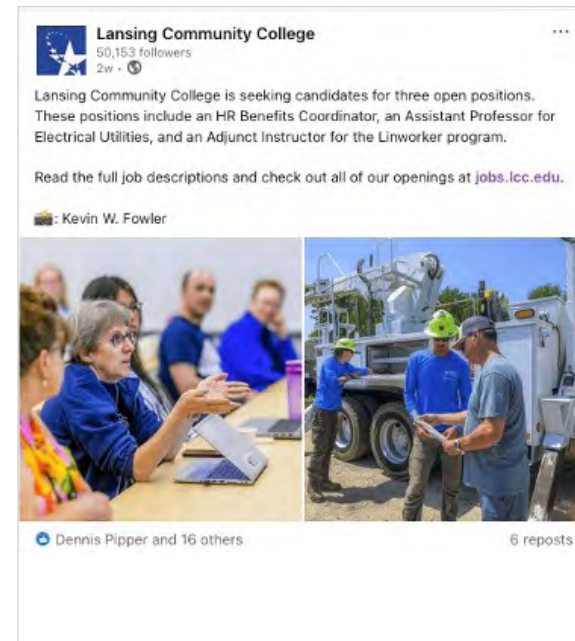 Lansing Community College
50,153 followers
2w •
Lansing Community College is seeking candidates for three open positions.
These positions include an HR Benefits Coordinator, an Assistant Professor for
Electrical Utilities, and an Adjunct Instructor for the Linworker program.
Read the full job descriptions and check out all of our openings at jobs.lcc.edu.
📸: Kevin W. Fowler
Dennis Pipper and 16 others
6 reposts